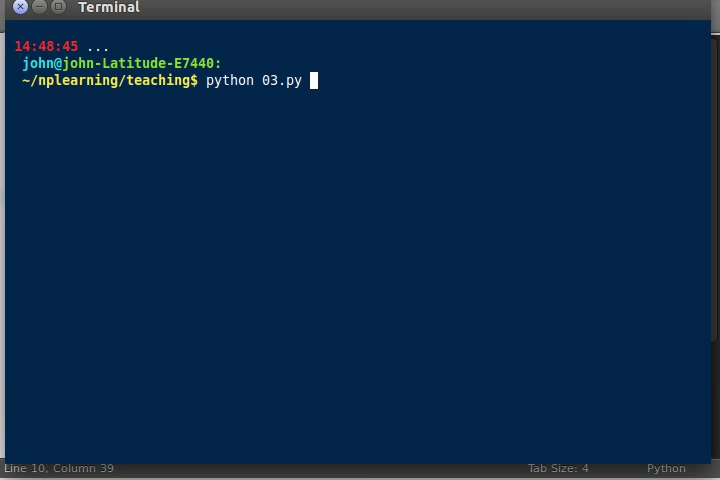 Terminal
14:48:45 ...
john@john-Latitude-E7440:
~/nplearning/teaching$ python 03.py
Line 10, Column 39 Tab Size: 4 Python